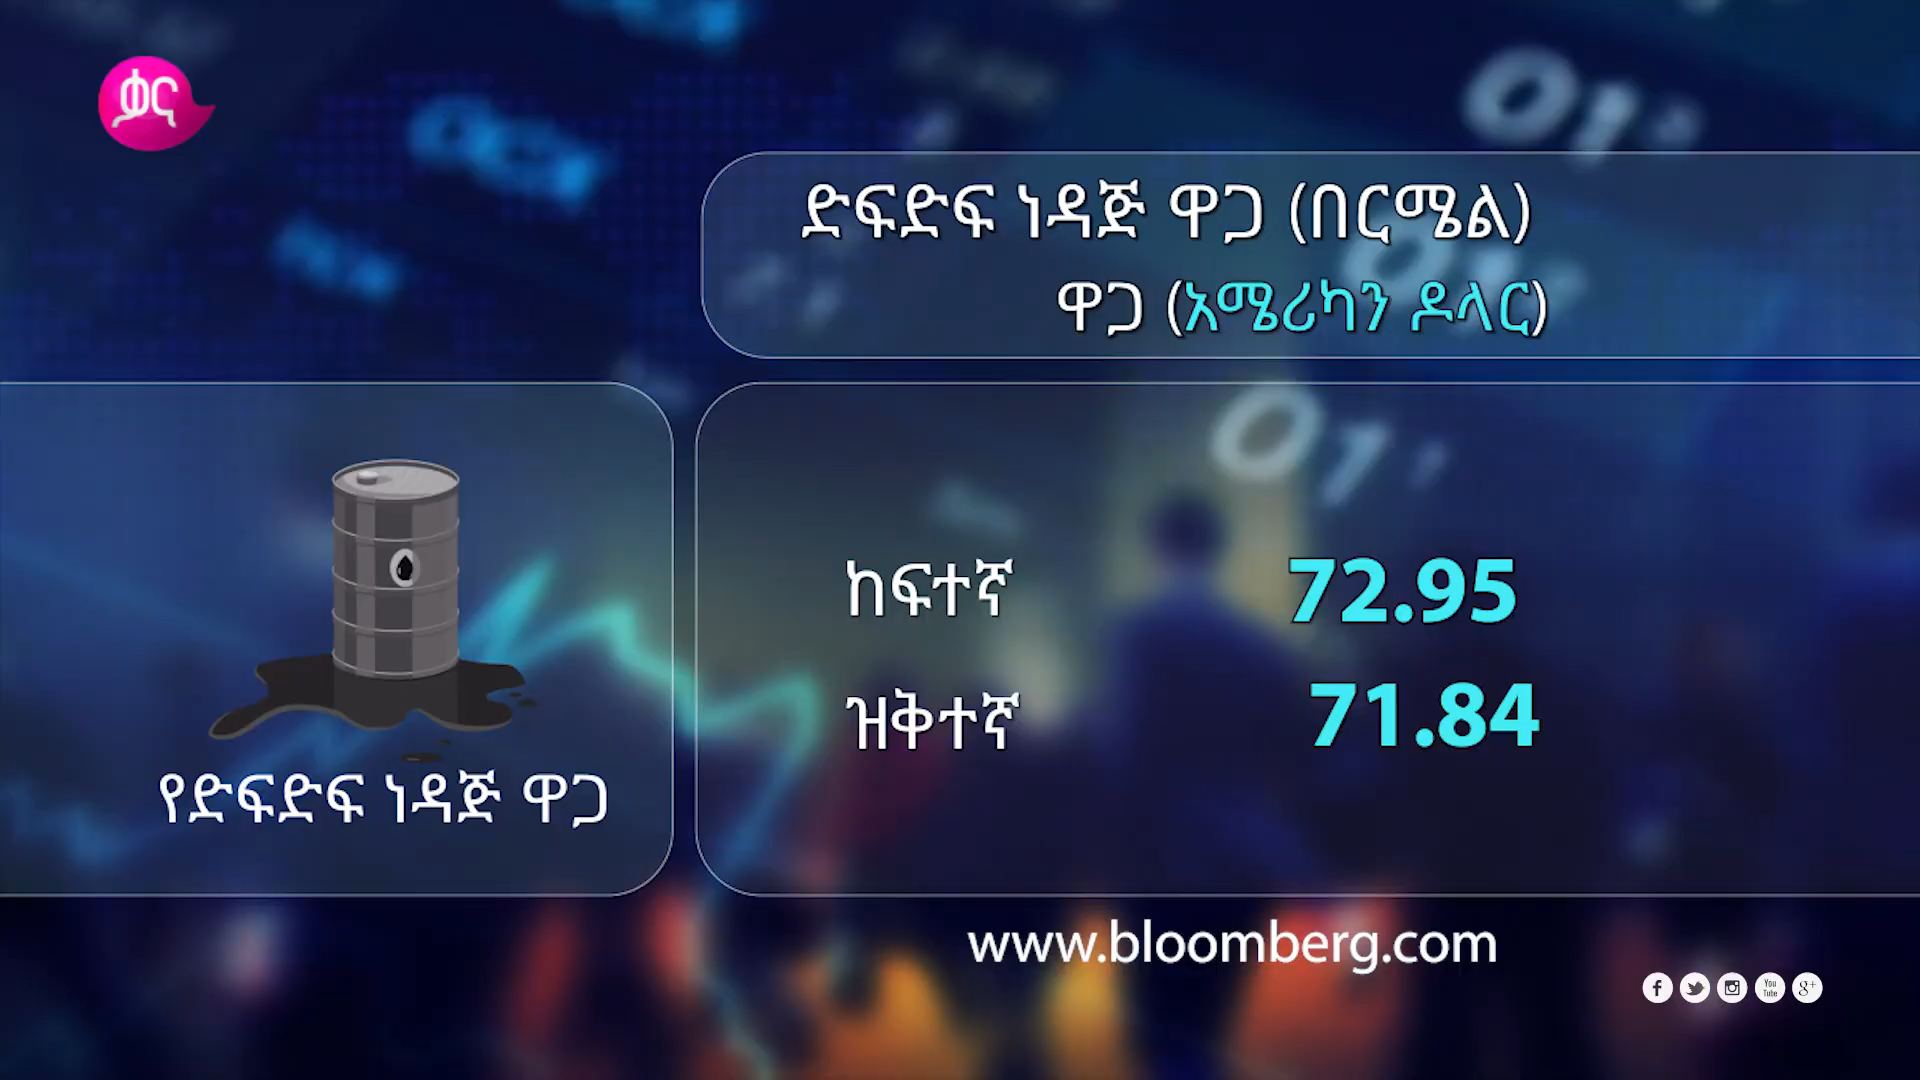 ቃና
ድፍድፍ ነዳጅ ዋጋ (በርሜል)
ዋጋ (አሜሪካን ዶላር)
ከፍተኛ 72.95
ዝቅተኛ 71.84
የድፍድፍ ነዳጅ ዋጋ
www.bloomberg.com